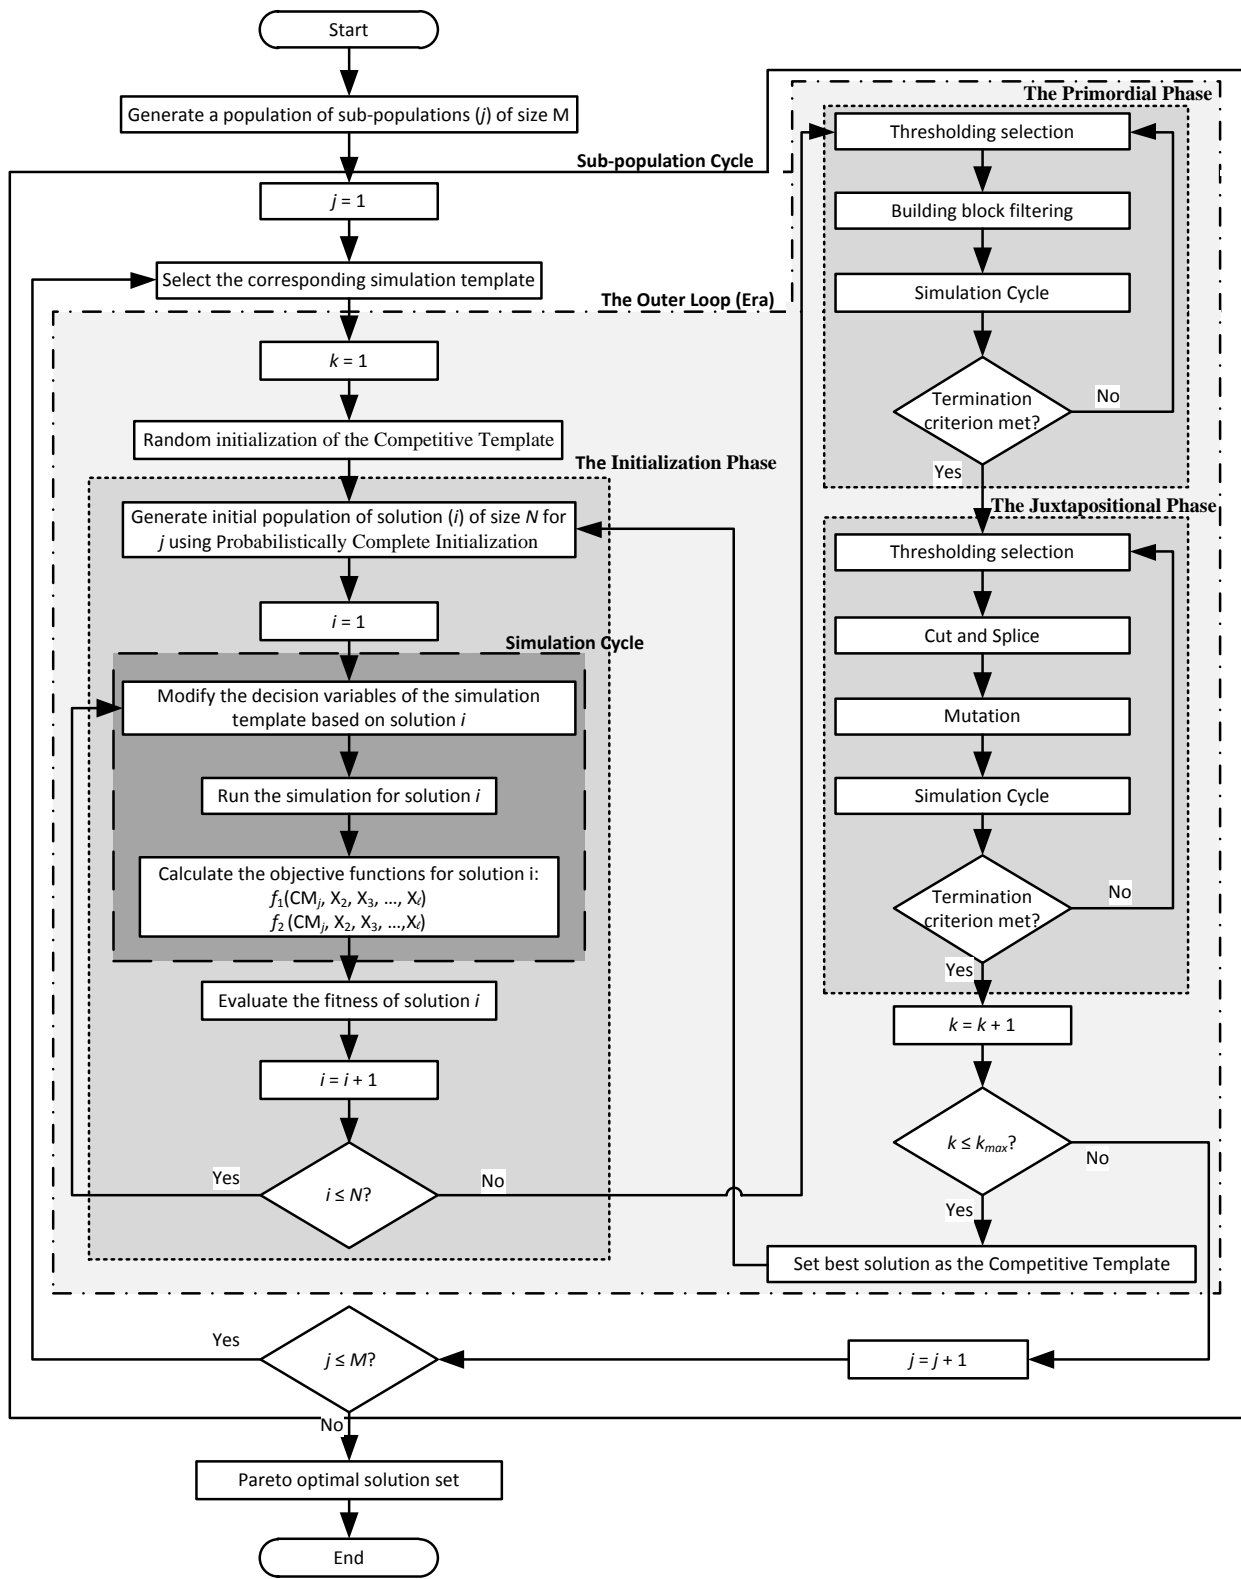 Start
Generate a population of sub-populations (j) of size M
Sub-population Cycle
j = 1
Select the corresponding simulation template
The Outer Loop (Era)
k = 1
Random initialization of the Competitive Template
The Initialization Phase
Generate initial population of solution (i) of size N for
j using Probabilistically Complete Initialization
i = 1
Simulation Cycle
Modify the decision variables of the simulation
template based on solution i
Run the simulation for solution i
Calculate the objective functions for solution i:
f₁(CMⱼ, X₂, X₃, …, Xℓ)
f₂ (CMⱼ, X₂, X₃, …,Xℓ)
Evaluate the fitness of solution i
i = i + 1
Yes
i ≤ N?
No
The Primordial Phase
Thresholding selection
Building block filtering
Simulation Cycle
Termination
criterion met?
No
Yes
The Juxtapositional Phase
Thresholding selection
Cut and Splice
Mutation
Simulation Cycle
Termination
criterion met?
No
Yes
k = k + 1
k ≤ kmax?
No
Yes
Set best solution as the Competitive Template
j = j + 1
Yes
j ≤ M?
No
Pareto optimal solution set
End